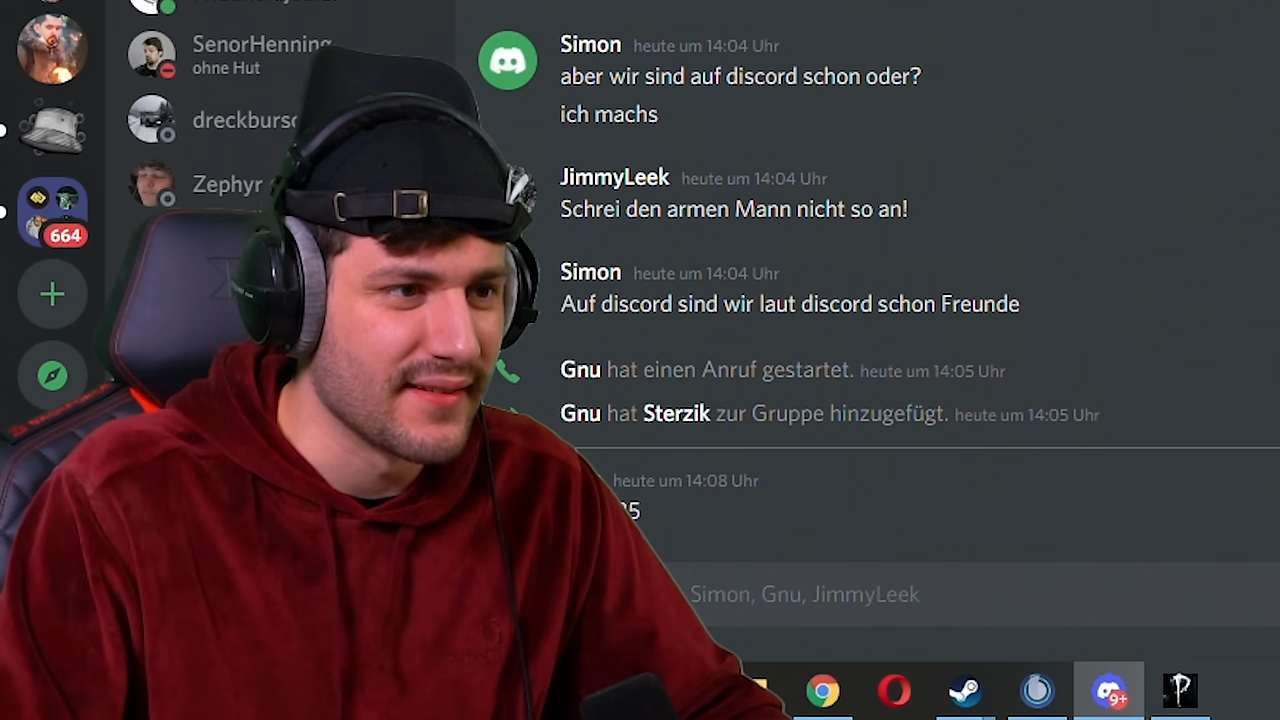 SenorHenning
ohne Hut
Zephyr
664
Simon heute um 14:04 Uhr
aber wir sind auf discord schon oder?
ich machs
JimmyLeek heute um 14:04 Uhr
Schrei den armen Mann nicht so an!
Simon heute um 14:04 Uhr
Auf discord sind wir laut discord schon Freunde
Gnu hat einen Anruf gestartet. heute um 14:05 Uhr
Gnu hat Sterzik zur Gruppe hinzugefügt. heute um 14:05 Uhr
heute um 14:08 Uhr
Simon, Gnu, JimmyLeek
9+